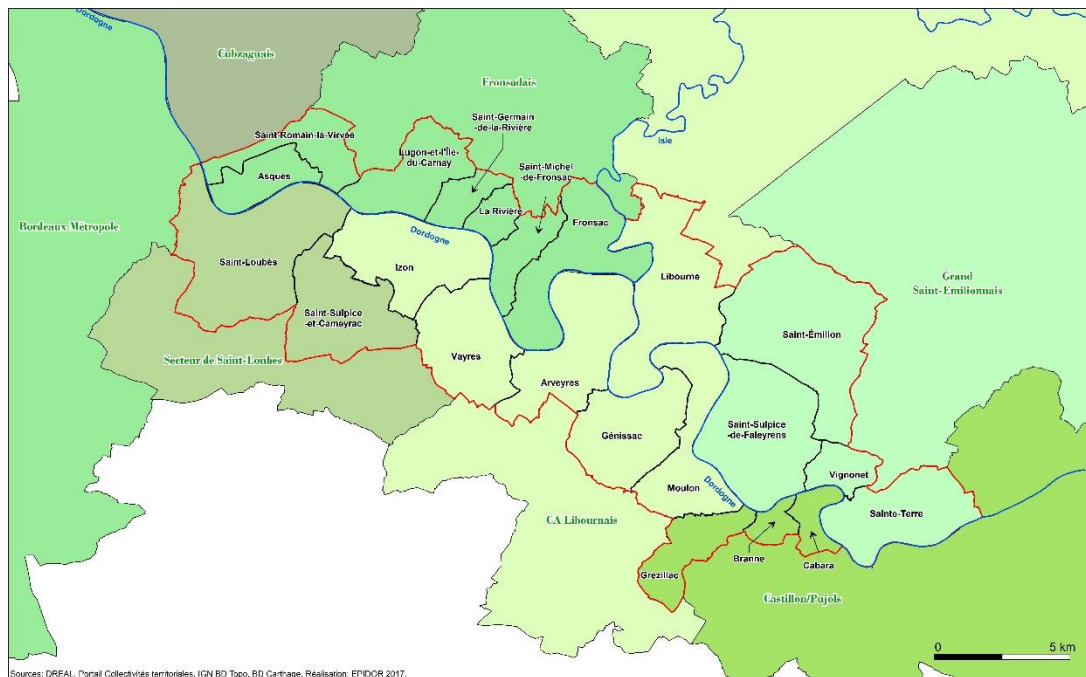 Dordogne
Cubzaguais
Fronsadais
Saint-Germain
-de-la-Rivière
Saint-Romain-la-Virvée
Isle
Lugon-et-l'Île-
du-Carnay
Saint-Michel
-de-Fronsac
Asques
La Rivière
Fronsac
Bordeaux Métropole
Dordogne
Saint-Loubès
Izon
Libourne
Grand
Saint-Emilionnais
Saint-Sulpice
-et-Cameyrac
Saint-Émilion
Vayres
Secteur de Saint-Loubes
Arveyres
Saint-Sulpice
-de-Faleyrens
Génissac
Vignonet
Moulon
Dordogne
Sainte-Terre
CA Libournais
Branne
Cabara
Grézillac
Castillon/Pujols
0 5 km
Sources: DREAL, Portail Collectivités territoriales, IGN BD Topo, BD Carthage, Réalisation: EPIDOR 2017.